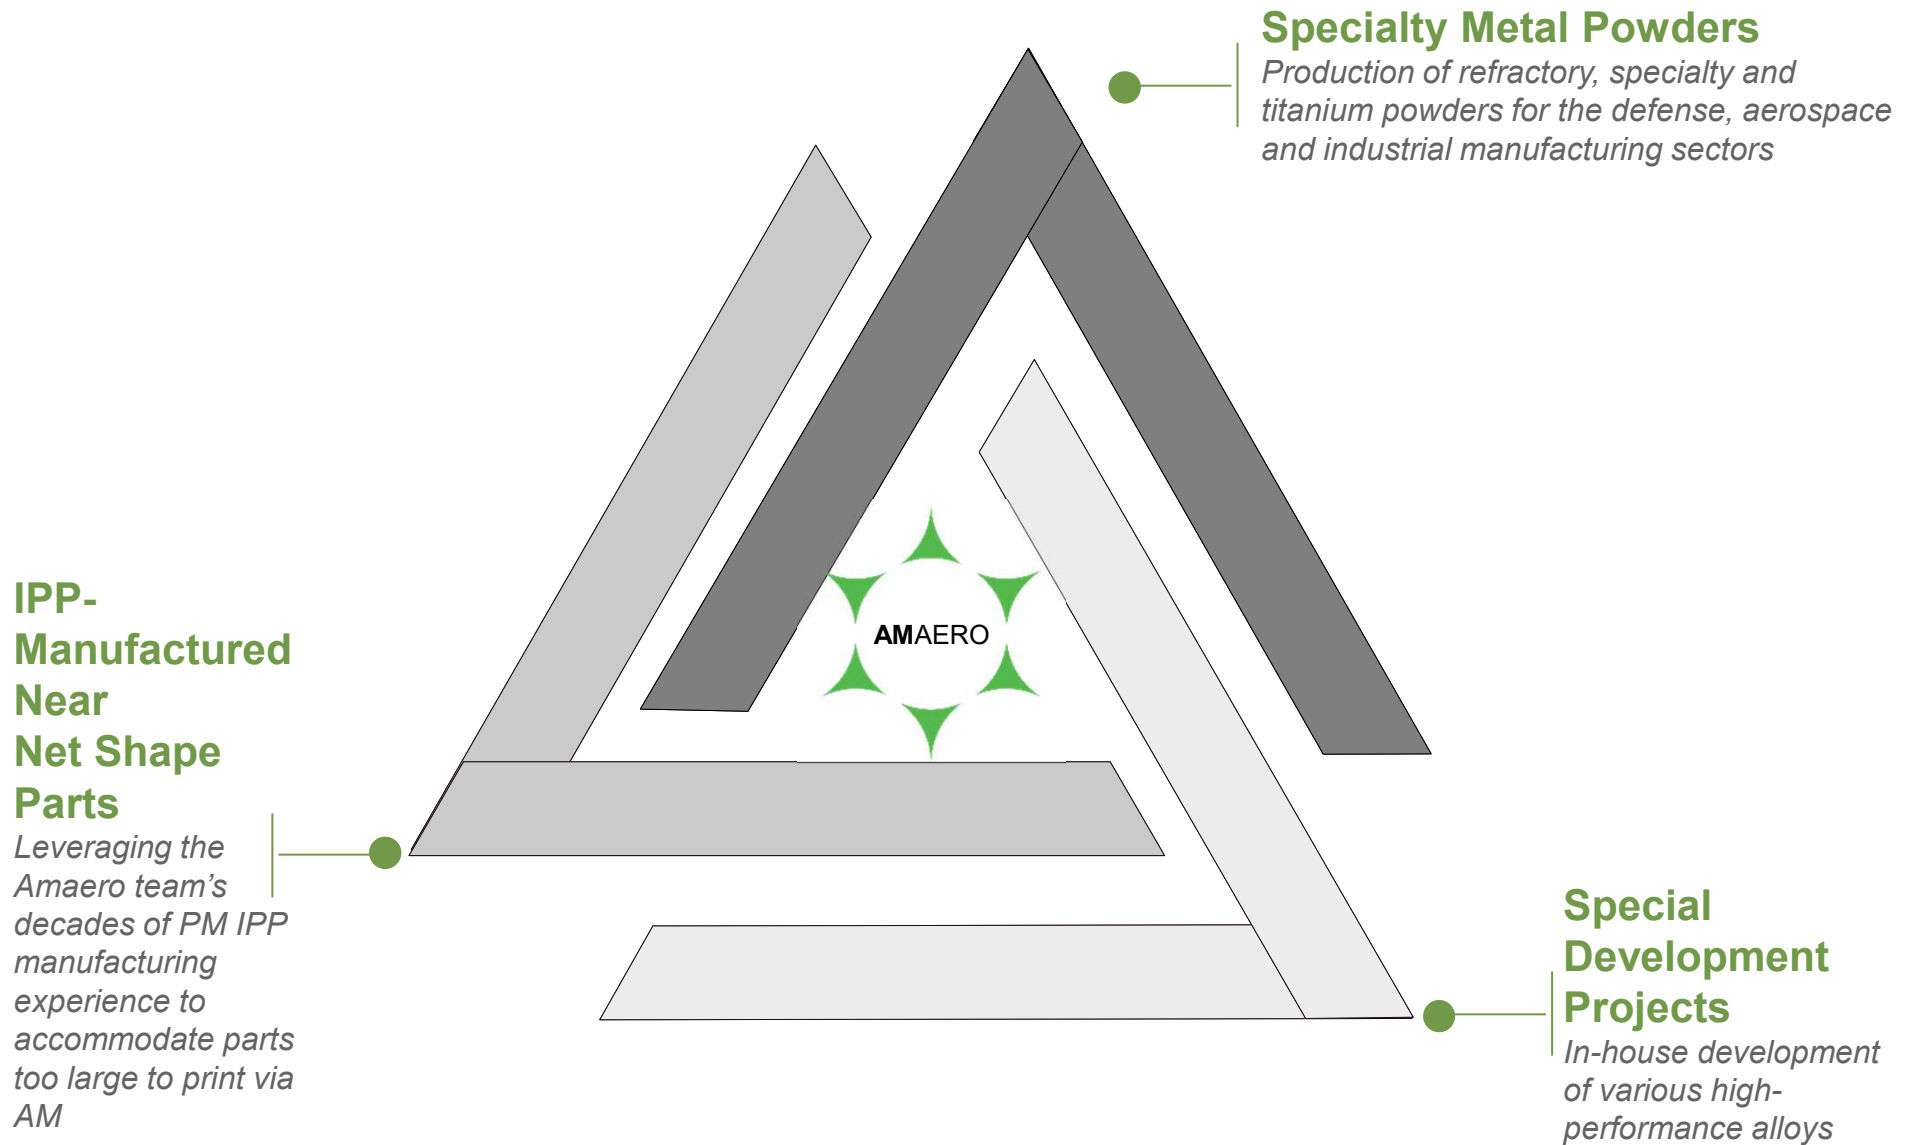 Specialty Metal Powders
Production of refractory, specialty and
titanium powders for the defense, aerospace
and industrial manufacturing sectors
IPP-
Manufactured
Near
Net Shape
Parts
Leveraging the
Amaero team’s
decades of PM IPP
manufacturing
experience to
accommodate parts
too large to print via
AM
AMAERO
Special
Development
Projects
In-house development
of various high-
performance alloys